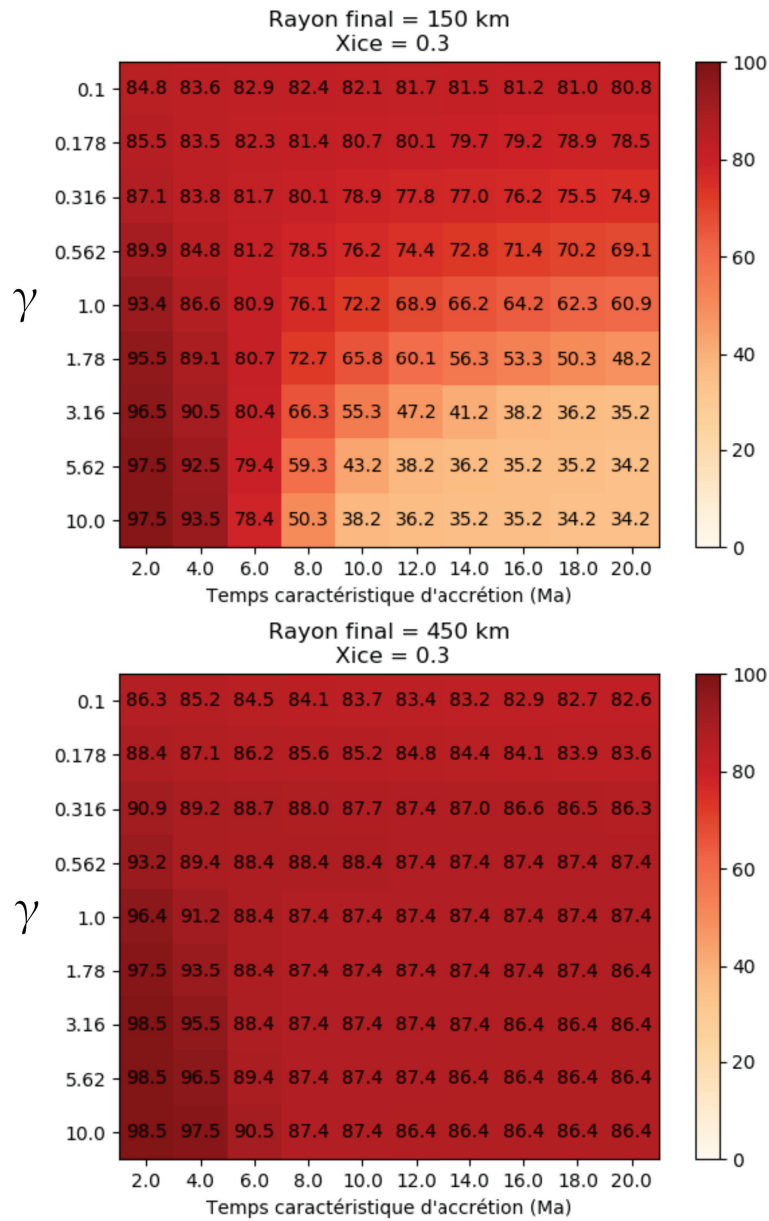 Rayon final = 150 km
Xice = 0.3
0.1 84.8 83.6 82.9 82.4 82.1 81.7 81.5 81.2 81.0 80.8
0.178 85.5 83.5 82.3 81.4 80.7 80.1 79.7 79.2 78.9 78.5
0.316 87.1 83.8 81.7 80.1 78.9 77.8 77.0 76.2 75.5 74.9
0.562 89.9 84.8 81.2 78.5 76.2 74.4 72.8 71.4 70.2 69.1
γ 1.0 93.4 86.6 80.9 76.1 72.2 68.9 66.2 64.2 62.3 60.9
1.78 95.5 89.1 80.7 72.7 65.8 60.1 56.3 53.3 50.3 48.2
3.16 96.5 90.5 80.4 66.3 55.3 47.2 41.2 38.2 36.2 35.2
5.62 97.5 92.5 79.4 59.3 43.2 38.2 36.2 35.2 35.2 34.2
10.0 97.5 93.5 78.4 50.3 38.2 36.2 35.2 35.2 34.2 34.2
2.0 4.0 6.0 8.0 10.0 12.0 14.0 16.0 18.0 20.0
Temps caractéristique d'accrétion (Ma)
100
80
60
40
20
0
Rayon final = 450 km
Xice = 0.3
0.1 86.3 85.2 84.5 84.1 83.7 83.4 83.2 82.9 82.7 82.6
0.178 88.4 87.1 86.2 85.6 85.2 84.8 84.4 84.1 83.9 83.6
0.316 90.9 89.2 88.7 88.0 87.7 87.4 87.0 86.6 86.5 86.3
0.562 93.2 89.4 88.4 88.4 88.4 87.4 87.4 87.4 87.4 87.4
γ 1.0 96.4 91.2 88.4 87.4 87.4 87.4 87.4 87.4 87.4 87.4
1.78 97.5 93.5 88.4 87.4 87.4 87.4 87.4 87.4 87.4 86.4
3.16 98.5 95.5 88.4 87.4 87.4 87.4 87.4 86.4 86.4 86.4
5.62 98.5 96.5 89.4 87.4 87.4 87.4 86.4 86.4 86.4 86.4
10.0 98.5 97.5 90.5 87.4 87.4 86.4 86.4 86.4 86.4 86.4
2.0 4.0 6.0 8.0 10.0 12.0 14.0 16.0 18.0 20.0
Temps caractéristique d'accrétion (Ma)
100
80
60
40
20
0